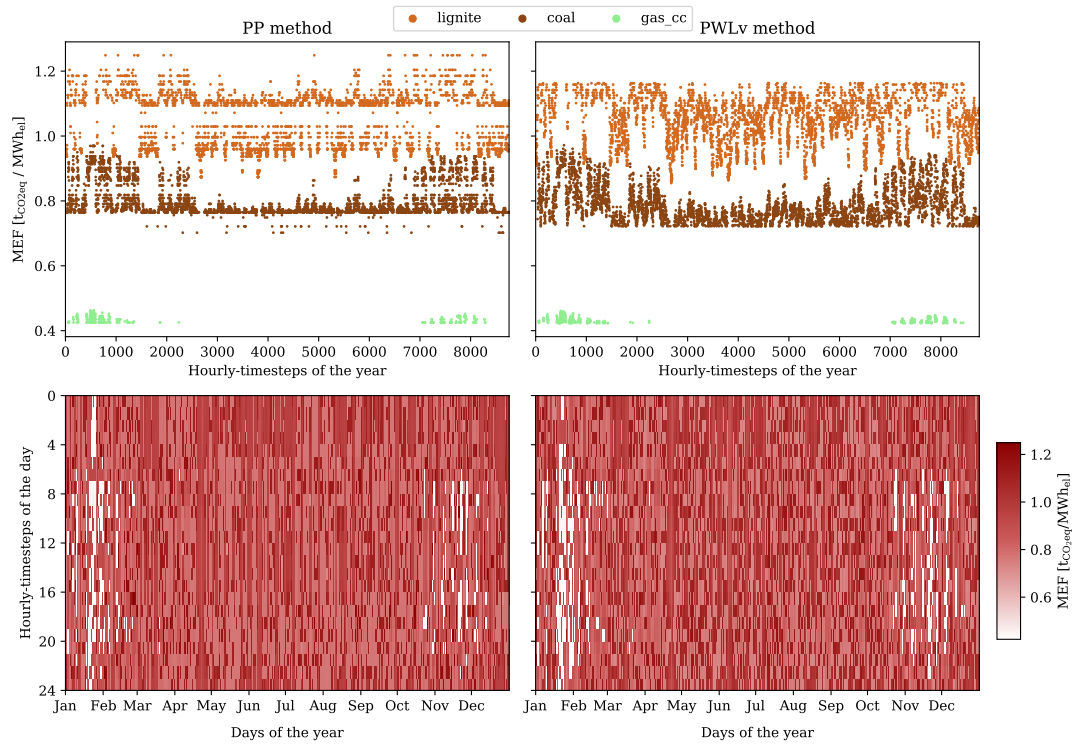 lignite coal gas_cc
PP method PWLv method
MEF [tCO2eq / MWhel]
1.2
1.0
0.8
0.6
0.4
0 1000 2000 3000 4000 5000 6000 7000 8000
0 1000 2000 3000 4000 5000 6000 7000 8000
Hourly-timesteps of the year Hourly-timesteps of the year
Hourly-timesteps of the day
0
4
8
12
16
20
24
Jan Feb Mar Apr May Jun Jul Aug Sep Oct Nov Dec
Jan Feb Mar Apr May Jun Jul Aug Sep Oct Nov Dec
Days of the year Days of the year
1.2
1.0
0.8
0.6
MEF [tCO2eq/MWhel]